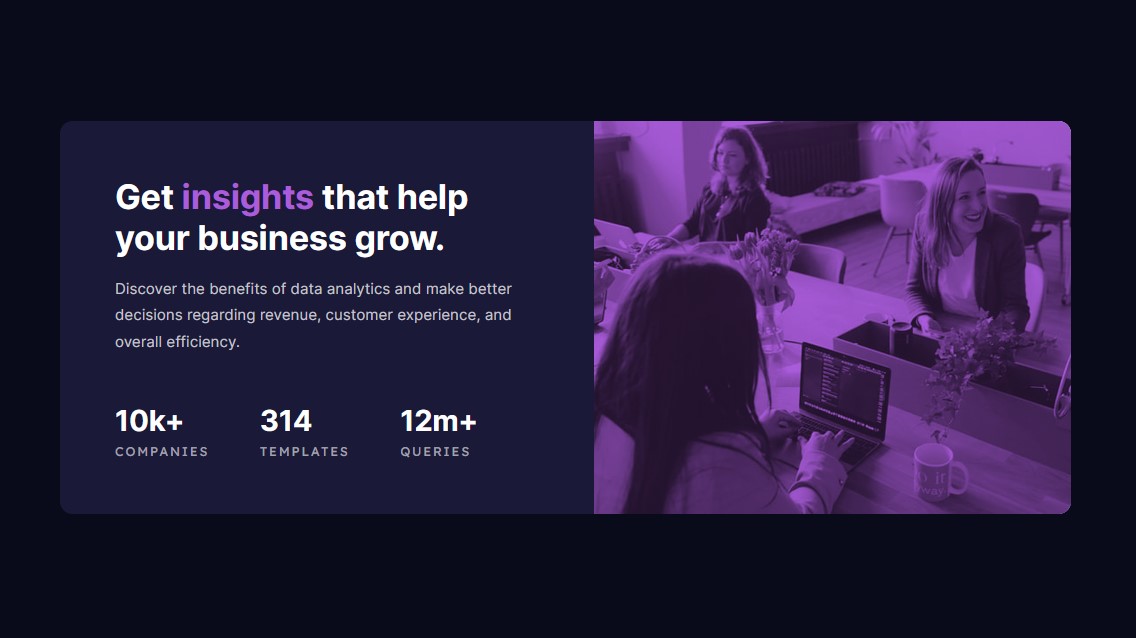 Get insights that help
your business grow.
Discover the benefits of data analytics and make better
decisions regarding revenue, customer experience, and
overall efficiency.
10k+ 314 12m+
COMPANIES TEMPLATES QUERIES